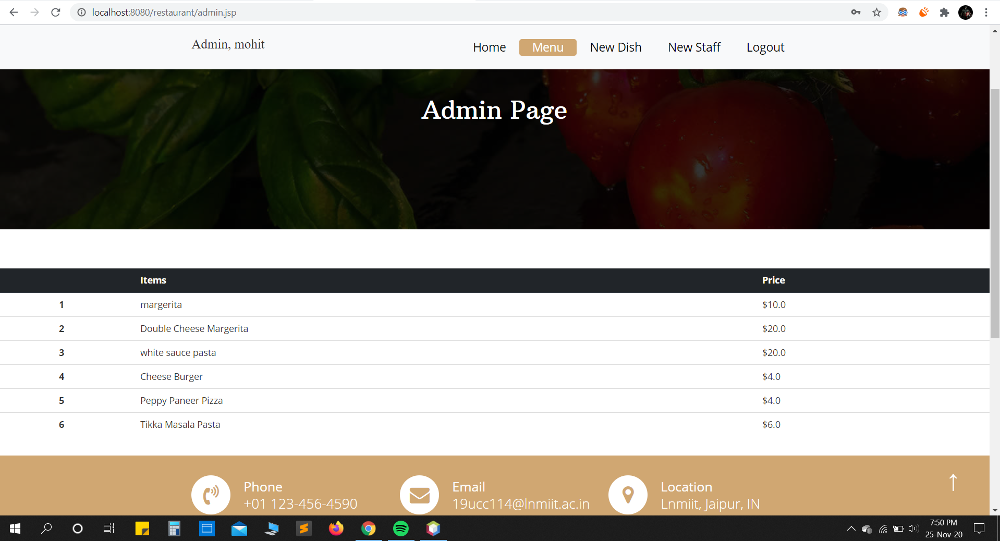 localhost:8080/restaurant/admin.jsp
Admin, mohit
Home Menu New Dish New Staff Logout
Admin Page
Items Price
1 margerita $10.0
2 Double Cheese Margerita $20.0
3 white sauce pasta $20.0
4 Cheese Burger $4.0
5 Peppy Paneer Pizza $4.0
6 Tikka Masala Pasta $6.0
Phone
+01 123-456-4590
Email
19ucc114@lnmiit.ac.in
Location
Lnmiit, Jaipur, IN
7:50 PM
25-Nov-20